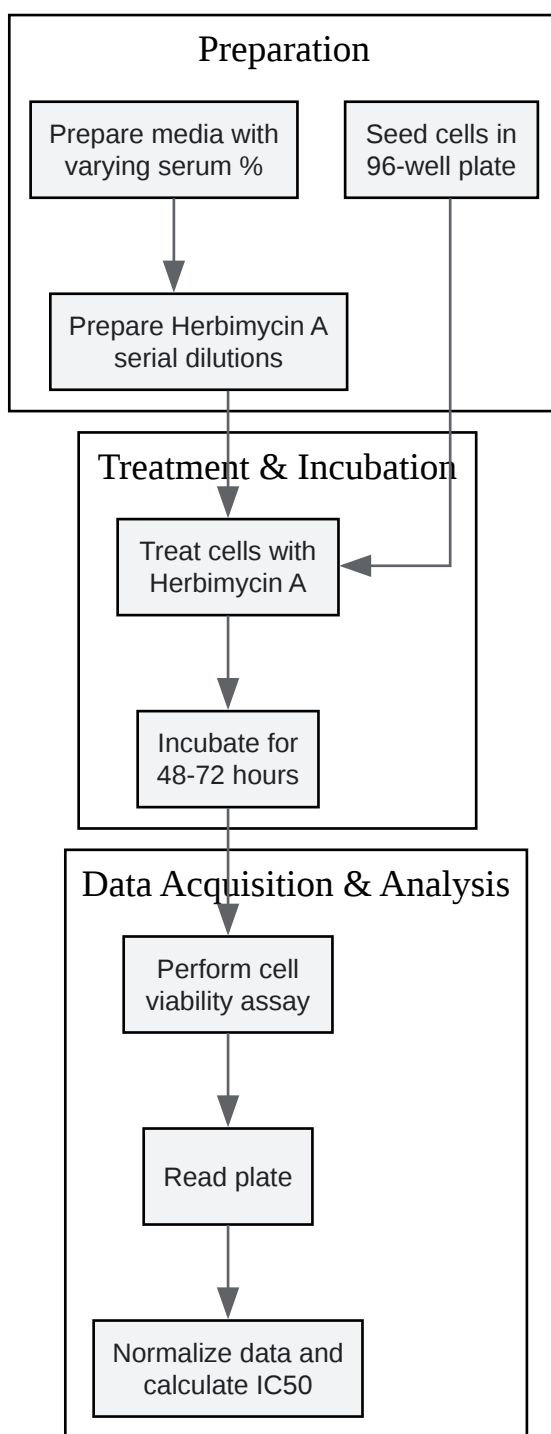 Preparation
Prepare media with
varying serum %
Seed cells in
96-well plate
Prepare Herbimycin A
serial dilutions
Treatment & Incubation
Treat cells with
Herbimycin A
Incubate for
48-72 hours
Data Acquisition & Analysis
Perform cell
viability assay
Read plate
Normalize data and
calculate IC50